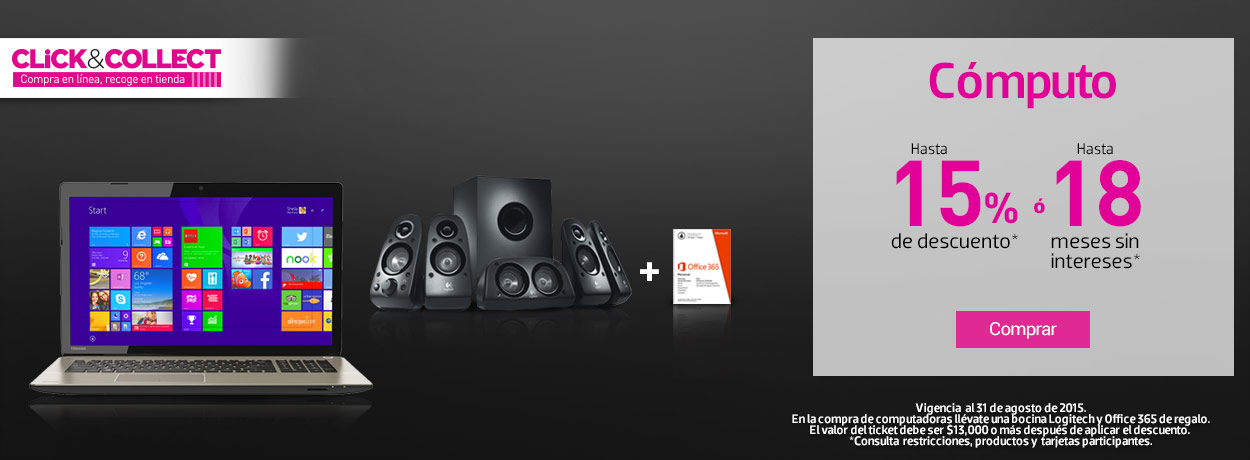 CLiCK&COLLECT
Compra en línea, recoge en tienda
Cómputo
Hasta
15%
de descuento*
ó
Hasta
18
meses sin
intereses*
Comprar
Start
68°
nook
Office 365
+
Vigencia al 31 de agosto de 2015.
En la compra de computadoras llévate una bocina Logitech y Office 365 de regalo.
El valor del ticket debe ser $13,000 o más después de aplicar el descuento.
*Consulta restricciones, productos y tarjetas participantes.